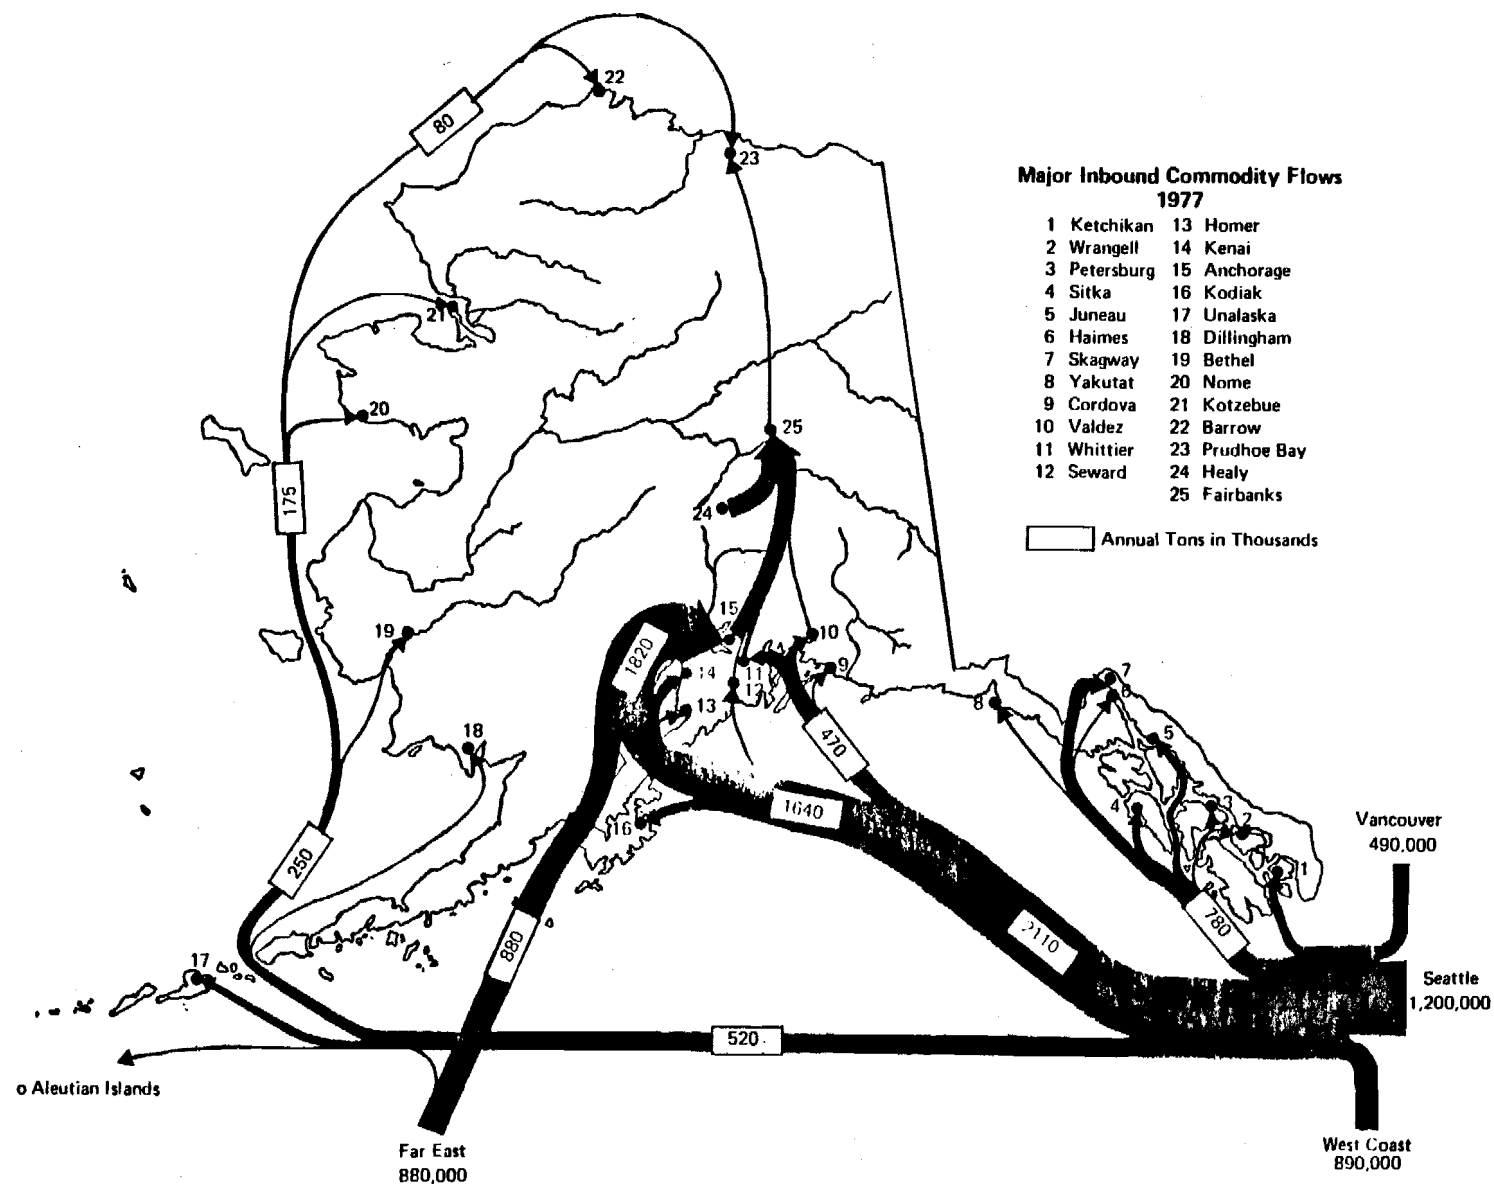 Major Inbound Commodity Flows
1977
1 Ketchikan 13 Homer
2 Wrangell 14 Kenai
3 Petersburg 15 Anchorage
4 Sitka 16 Kodiak
5 Juneau 17 Unalaska
6 Haimes 18 Dillingham
7 Skagway 19 Bethel
8 Yakutat 20 Nome
9 Cordova 21 Kotzebue
10 Valdez 22 Barrow
11 Whittier 23 Prudhoe Bay
12 Seward 24 Healy
25 Fairbanks
Annual Tons in Thousands
22
80
23
21
20
25
175
24
15
19
10
1820
14
11
9
7
12
6
13
8
18
470
5
1640
4
3
16
2
Vancouver
490,000
250
1
780
880
2110
17
Seattle
1,200,000
520
o Aleutian Islands
Far East
880,000
West Coast
890,000